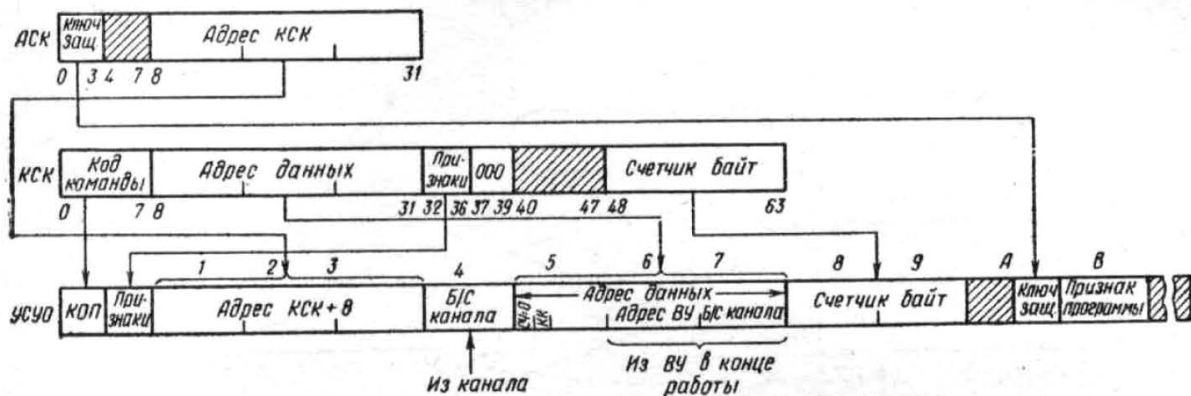 АСК
Ключ
защ
Адрес КСК
0 3 4 7 8 31
КСК
Код
команды
Адрес данных
При-
знаки
000
Счетчик байт
0 7 8 31 32 36 37 39 40 47 48 63
1 2 3 4 5 6 7 8 9 А В
УСУО
КОП
При-
знаки
Адрес КСК + 8
Б/С
канала
Адрес данных
СЧ-0
КК
Адрес ВУ Б/С канала
Счетчик байт
Ключ
защ
Признак
программы
Из канала
Из ВУ в конце
работы